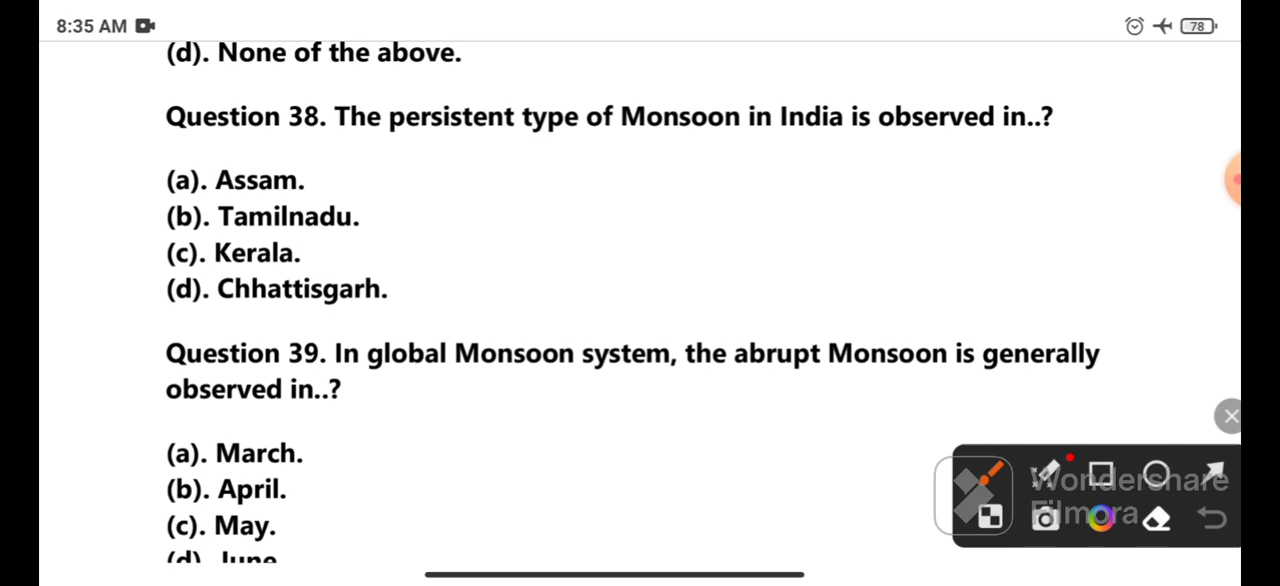 8:35 AM
78
(d). None of the above.
Question 38. The persistent type of Monsoon in India is observed in..?
(a). Assam.
(b). Tamilnadu.
(c). Kerala.
(d). Chhattisgarh.
Question 39. In global Monsoon system, the abrupt Monsoon is generally
observed in..?
(a). March.
(b). April.
(c). May.
(d). June
Wondershare
Filmora